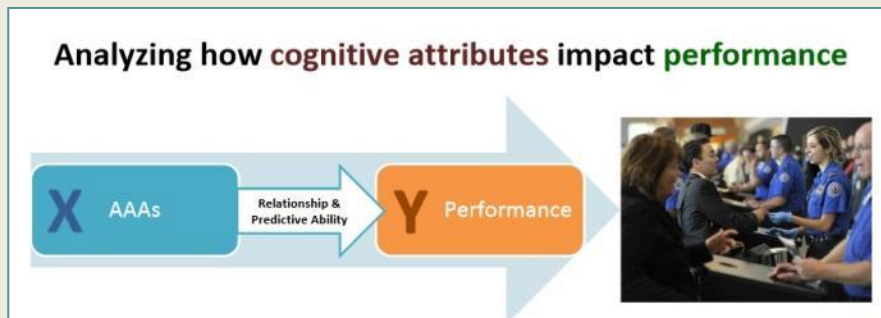 Analyzing how cognitive attributes impact performance
X AAAs
Relationship &
Predictive Ability
Y Performance